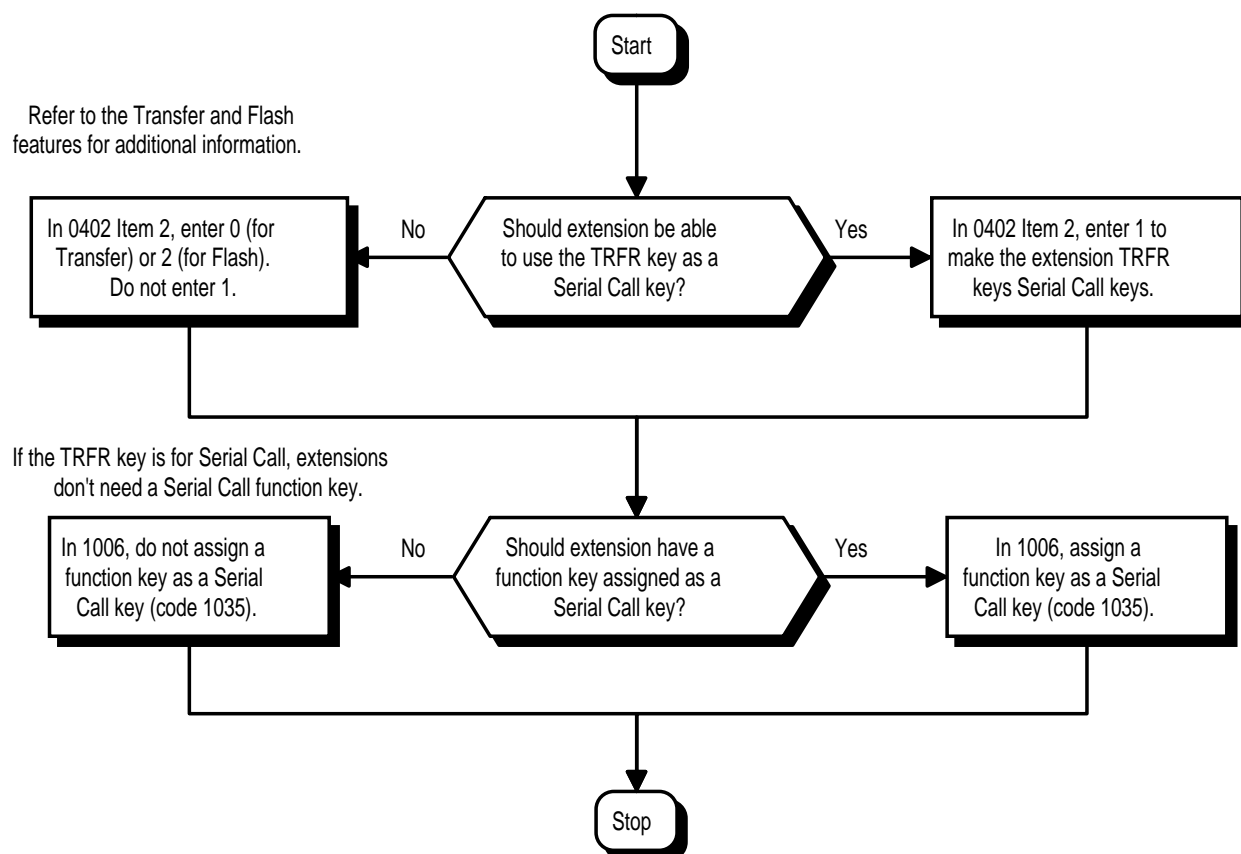 Start
Refer to the Transfer and Flash
features for additional information.
In 0402 Item 2, enter 0 (for
Transfer) or 2 (for Flash).
Do not enter 1.
No
Should extension be able
to use the TRFR key as a
Serial Call key?
Yes
In 0402 Item 2, enter 1 to
make the extension TRFR
keys Serial Call keys.
If the TRFR key is for Serial Call, extensions
don't need a Serial Call function key.
In 1006, do not assign a
function key as a Serial
Call key (code 1035).
No
Should extension have a
function key assigned as a
Serial Call key?
Yes
In 1006, assign a
function key as a Serial
Call key (code 1035).
Stop